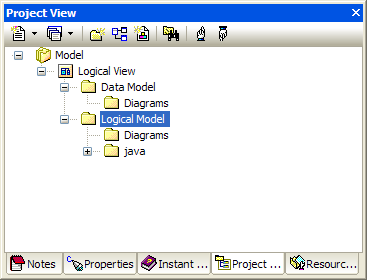 Project View
Model
Logical View
Data Model
Diagrams
Logical Model
Diagrams
java
Notes Properties Instant ... Project ... Resourc...